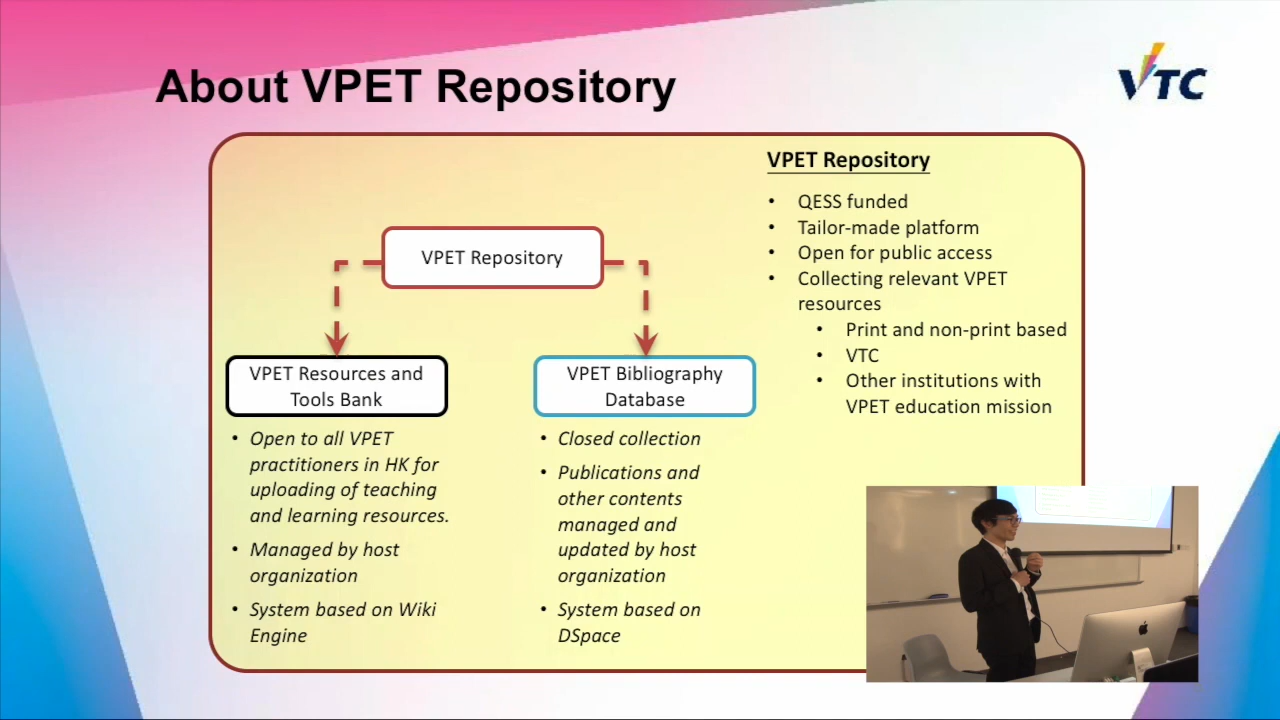 About VPET Repository
VTC
VPET Repository
VPET Resources and
Tools Bank
• Open to all VPET
practitioners in HK for
uploading of teaching
and learning resources.
• Managed by host
organization
• System based on Wiki
Engine
VPET Bibliography
Database
• Closed collection
• Publications and
other contents
managed and
updated by host
organization
• System based on
DSpace
VPET Repository
• QESS funded
• Tailor-made platform
• Open for public access
• Collecting relevant VPET
resources
• Print and non-print based
• VTC
• Other institutions with
VPET education mission